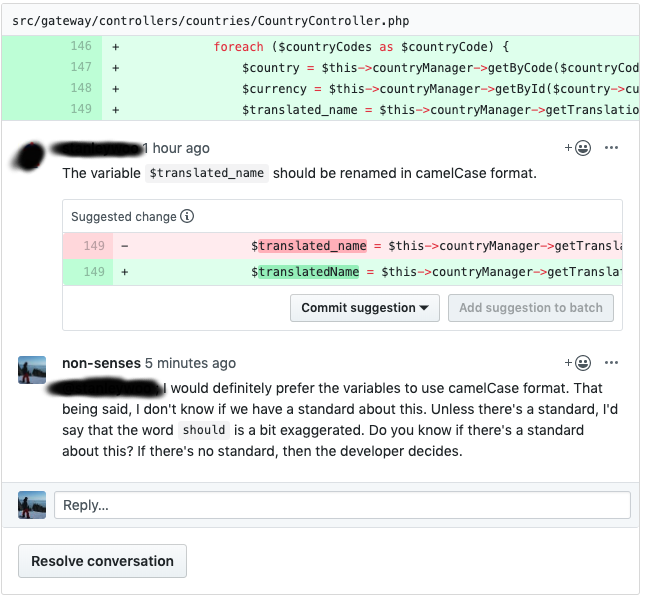 src/gateway/controllers/countries/CountryController.php
146 + foreach ($countryCodes as $countryCode) {
147 + $country = $this->countryManager->getByCode($countryCod
148 + $currency = $this->countryManager->getById($country->cu
149 + $translated_name = $this->countryManager->getTranslatio
1 hour ago
The variable $translated_name should be renamed in camelCase format.
Suggested change
149 - $translated_name = $this->countryManager->getTransla
149 + $translatedName = $this->countryManager->getTranslat
Commit suggestion Add suggestion to batch
non-senses 5 minutes ago
I would definitely prefer the variables to use camelCase format. That
being said, I don't know if we have a standard about this. Unless there's a standard, I'd
say that the word should is a bit exaggerated. Do you know if there's a standard
about this? If there's no standard, then the developer decides.
Reply...
Resolve conversation